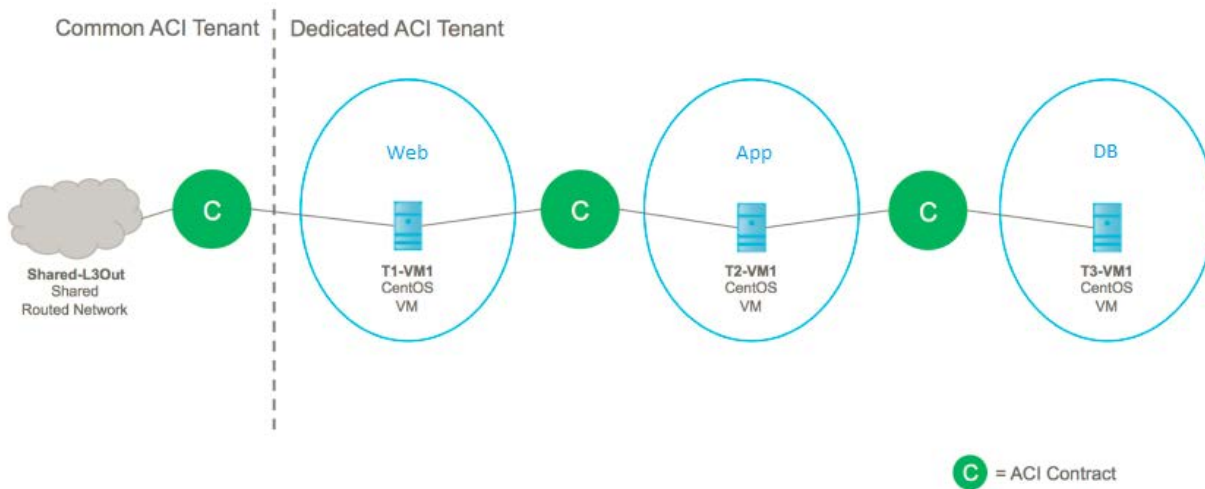 Common ACI Tenant
Dedicated ACI Tenant
Web
App
DB
C
C
C
Shared-L3Out
Shared
Routed Network
T1-VM1
CentOS
VM
T2-VM1
CentOS
VM
T3-VM1
CentOS
VM
C = ACI Contract